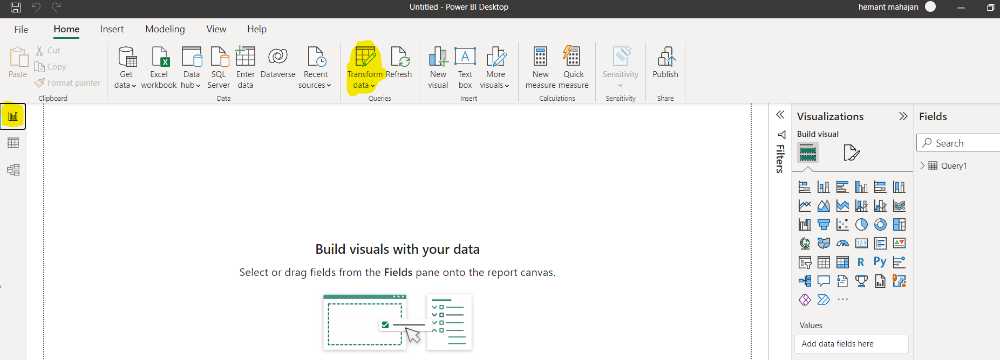 Untitled - Power BI Desktop
hemant mahajan
File
Home
Insert
Modeling
View
Help
Paste
Cut
Copy
Format painter
Clipboard
Get
data
Excel
workbook
Data
hub
SQL
Server
Enter
data
Dataverse
Recent
sources
Data
Transform
data
Refresh
Queries
New
visual
Text
box
More
visuals
Insert
New
measure
Quick
measure
Calculations
Sensitivity
Sensitivity
Publish
Share
Build visuals with your data
Select or drag fields from the Fields pane onto the report canvas.
Filters
Visualizations
Build visual
123
R
Py
Values
Add data fields here
Fields
Search
Query1